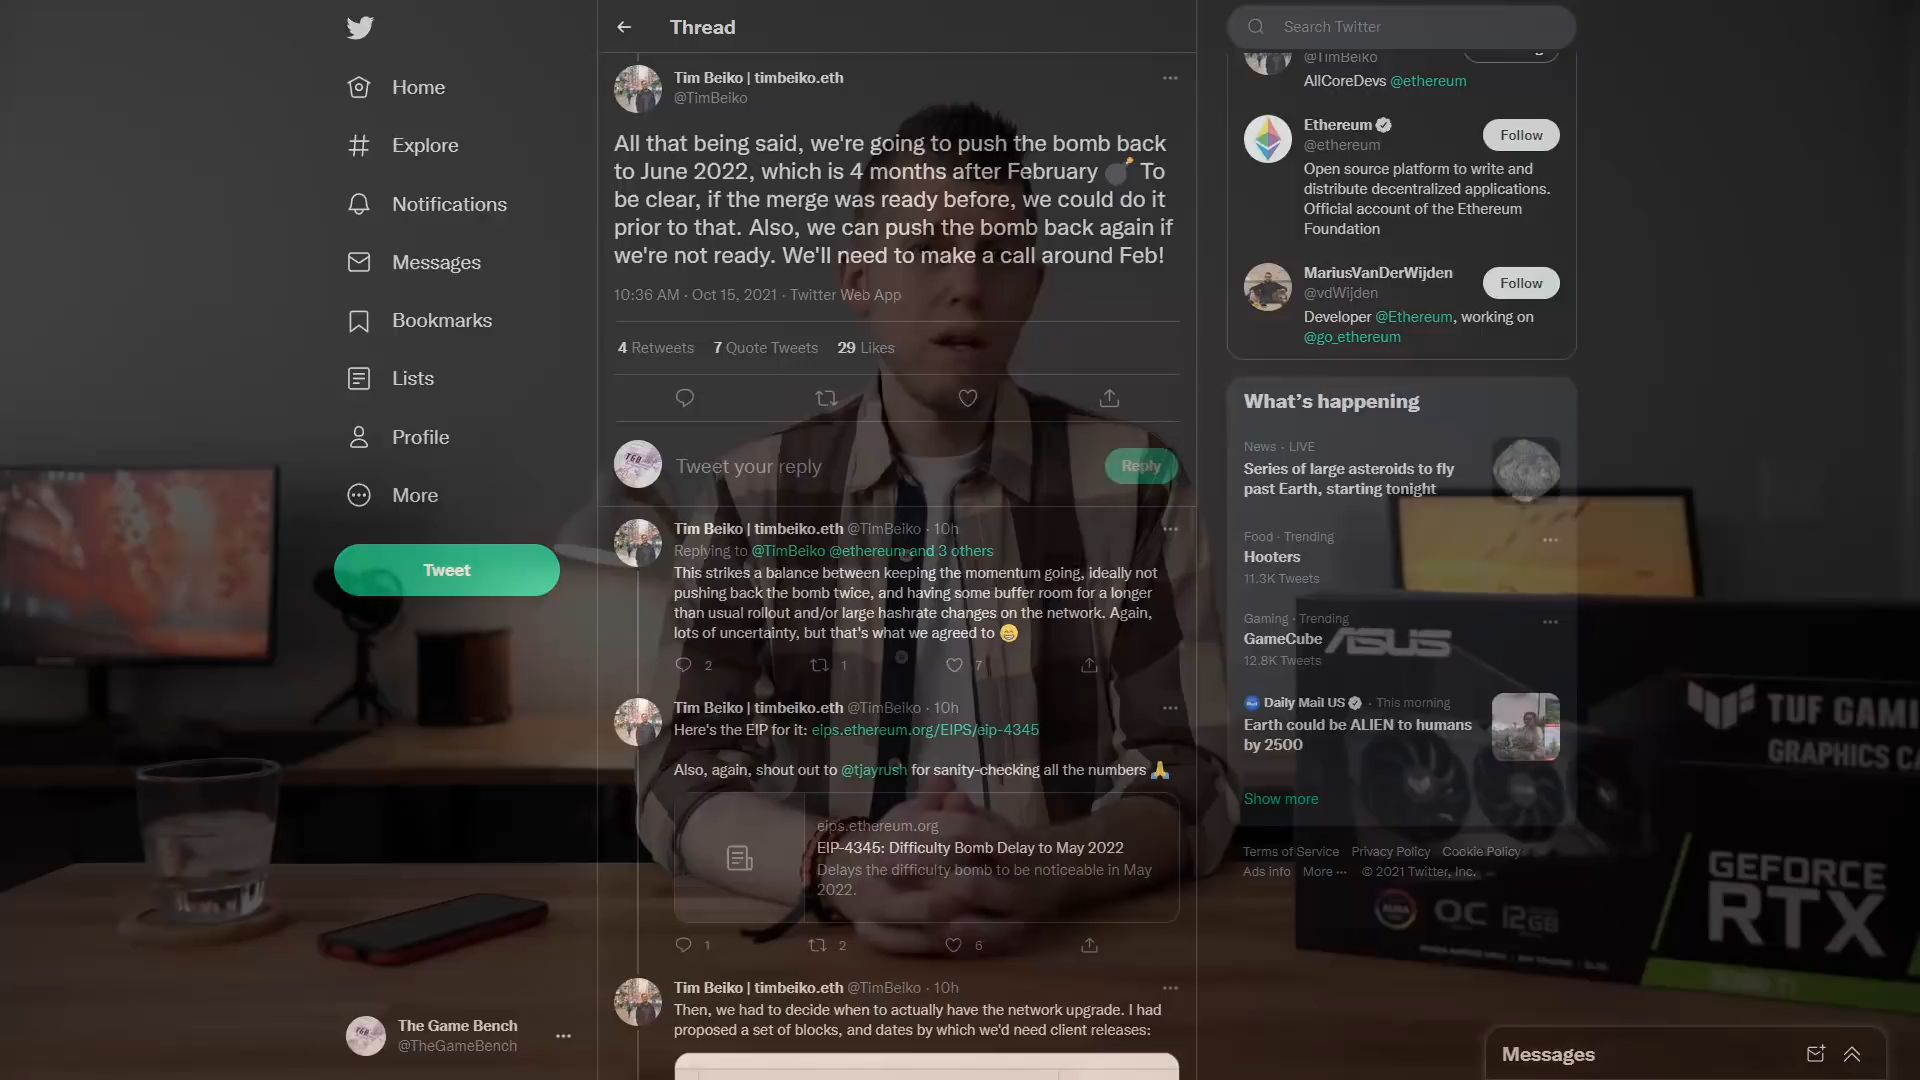 Home
Explore
Notifications
Messages
Bookmarks
Lists
Profile
More
Tweet
The Game Bench
@TheGameBench
Thread
Tim Beiko | timbeiko.eth
@TimBeiko
All that being said, we're going to push the bomb back
to June 2022, which is 4 months after February 💣 To
be clear, if the merge was ready before, we could do it
prior to that. Also, we can push the bomb back again if
we're not ready. We'll need to make a call around Feb!
10:36 AM · Oct 15, 2021 · Twitter Web App
4 Retweets 7 Quote Tweets 29 Likes
TGB
Tweet your reply
Reply
Tim Beiko | timbeiko.eth @TimBeiko · 10h
Replying to @TimBeiko @ethereum and 3 others
This strikes a balance between keeping the momentum going, ideally not
pushing back the bomb twice, and having some buffer room for a longer
than usual rollout and/or large hashrate changes on the network. Again,
lots of uncertainty, but that's what we agreed to 😁
2 1 7
Tim Beiko | timbeiko.eth @TimBeiko · 10h
Here's the EIP for it: eips.ethereum.org/EIPS/eip-4345
Also, again, shout out to @tjayrush for sanity-checking all the numbers 🙏
eips.ethereum.org
EIP-4345: Difficulty Bomb Delay to May 2022
Delays the difficulty bomb to be noticeable in May
2022.
1 2 6
Tim Beiko | timbeiko.eth @TimBeiko · 10h
Then, we had to decide when to actually have the network upgrade. I had
proposed a set of blocks, and dates by which we'd need client releases:
Search Twitter
@TimBeiko
AllCoreDevs @ethereum
Ethereum
@ethereum
Follow
Open source platform to write and
distribute decentralized applications.
Official account of the Ethereum
Foundation
MariusVanDerWijden
@vdWijden
Follow
Developer @Ethereum, working on
@go_ethereum
What's happening
News · LIVE
Series of large asteroids to fly
past Earth, starting tonight
Food · Trending
Hooters
11.3K Tweets
Gaming · Trending
GameCube
12.8K Tweets
Daily Mail US · This morning
Earth could be ALIEN to humans
by 2500
Show more
Terms of Service Privacy Policy Cookie Policy
Ads info More ··· © 2021 Twitter, Inc.
ASUS
TUF GAMI
GRAPHICS CA
GEFORCE
RTX
AURA
OC 12GB
Messages